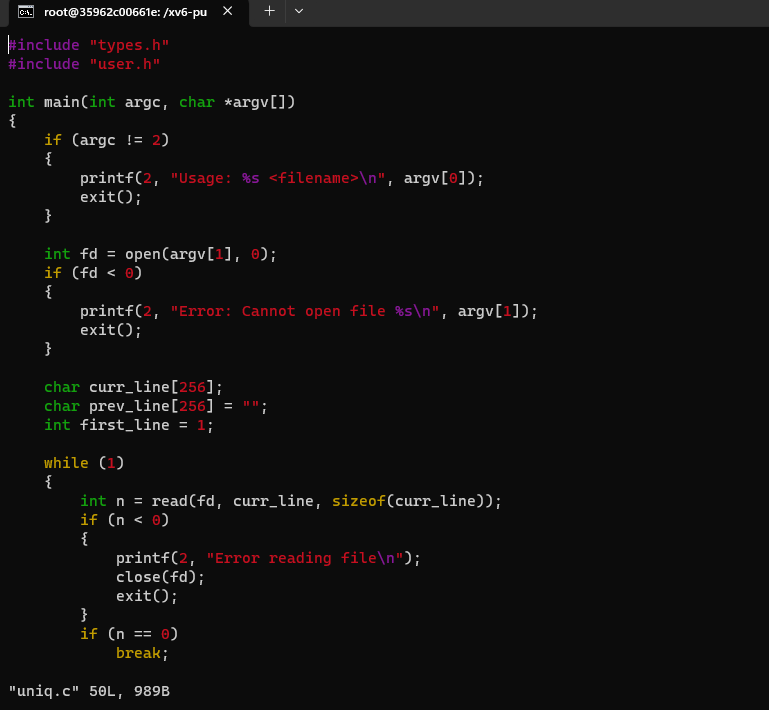 root@35962c00661e: /xv6-pu
#include "types.h"
#include "user.h"

int main(int argc, char *argv[])
{
    if (argc != 2)
    {
        printf(2, "Usage: %s <filename>\n", argv[0]);
        exit();
    }

    int fd = open(argv[1], 0);
    if (fd < 0)
    {
        printf(2, "Error: Cannot open file %s\n", argv[1]);
        exit();
    }

    char curr_line[256];
    char prev_line[256] = "";
    int first_line = 1;

    while (1)
    {
        int n = read(fd, curr_line, sizeof(curr_line));
        if (n < 0)
        {
            printf(2, "Error reading file\n");
            close(fd);
            exit();
        }
        if (n == 0)
            break;

"uniq.c" 50L, 989B